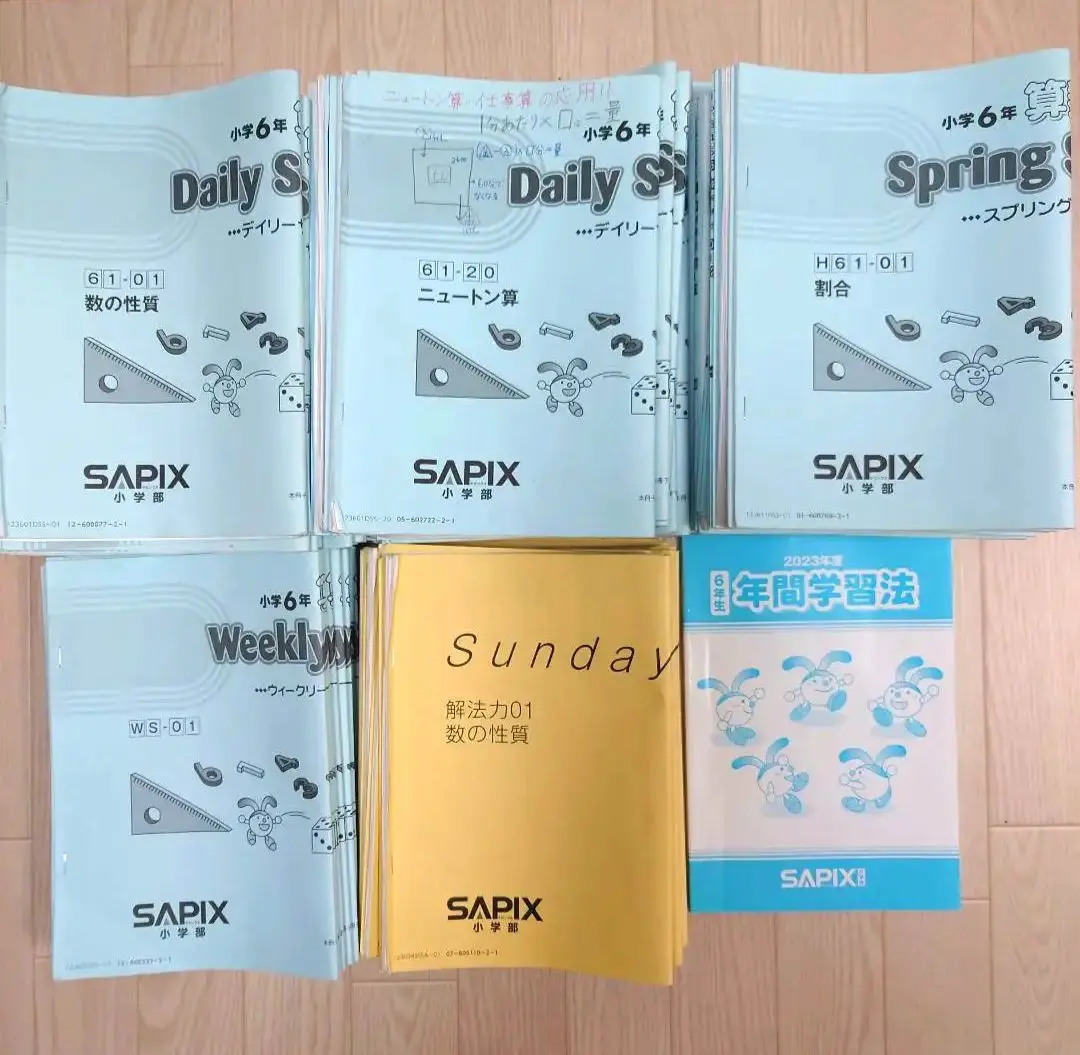 小学6年
Daily S
…デイリー
61-01
数の性質
SAPIX
小学部
ニュートン算・仕事算の応用!!
1分あたり×□=量
小学6年
Daily S
…デイリー
61-20
ニュートン算
SAPIX
小学部
05-602722-2-1
小学6年
算
Spring S
…スプリング
H61-01
割合
SAPIX
小学部
小学6年
Weekly
…ウィークリー
WS-01
SAPIX
小学部
Sunday
解法力01
数の性質
SAPIX
小学部
2023年度
6年生
年間学習法
SAPIX